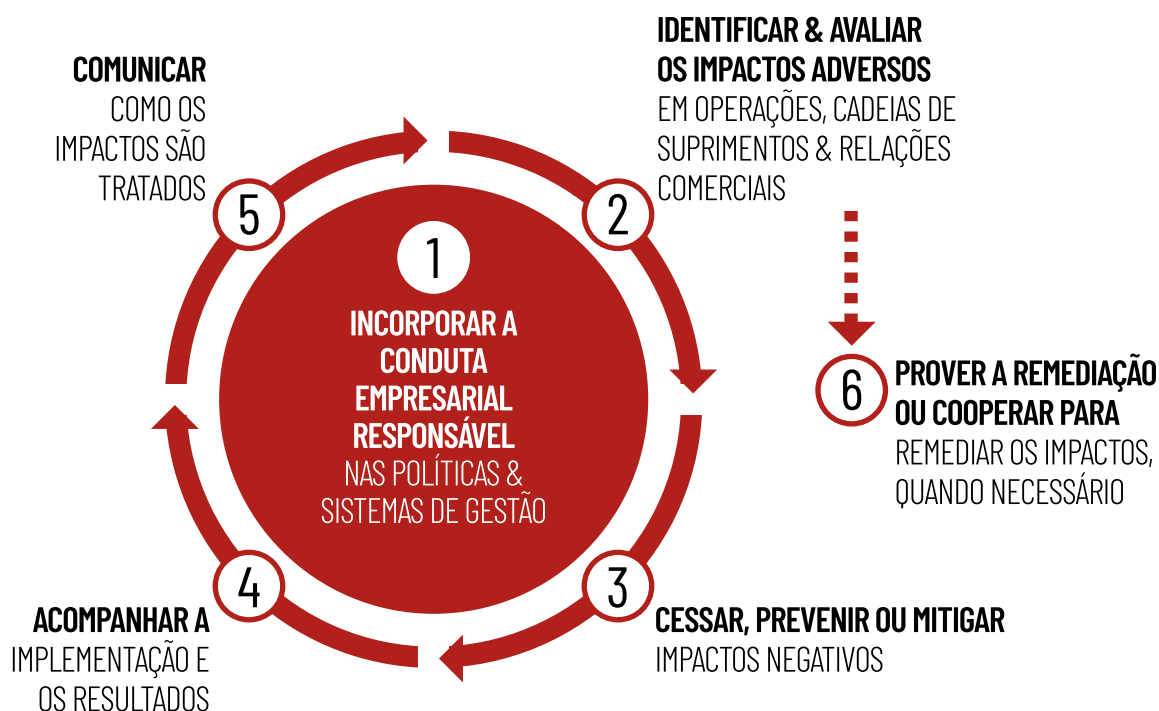 1
INCORPORAR A
CONDUTA
EMPRESARIAL
RESPONSÁVEL
NAS POLÍTICAS &
SISTEMAS DE GESTÃO
2
IDENTIFICAR & AVALIAR
OS IMPACTOS ADVERSOS
EM OPERAÇÕES, CADEIAS DE
SUPRIMENTOS & RELAÇÕES
COMERCIAIS
3
CESSAR, PREVENIR OU MITIGAR
IMPACTOS NEGATIVOS
4
ACOMPANHAR A
IMPLEMENTAÇÃO E
OS RESULTADOS
5
COMUNICAR
COMO OS
IMPACTOS SÃO
TRATADOS
6
PROVER A REMEDIAÇÃO
OU COOPERAR PARA
REMEDIAR OS IMPACTOS,
QUANDO NECESSÁRIO